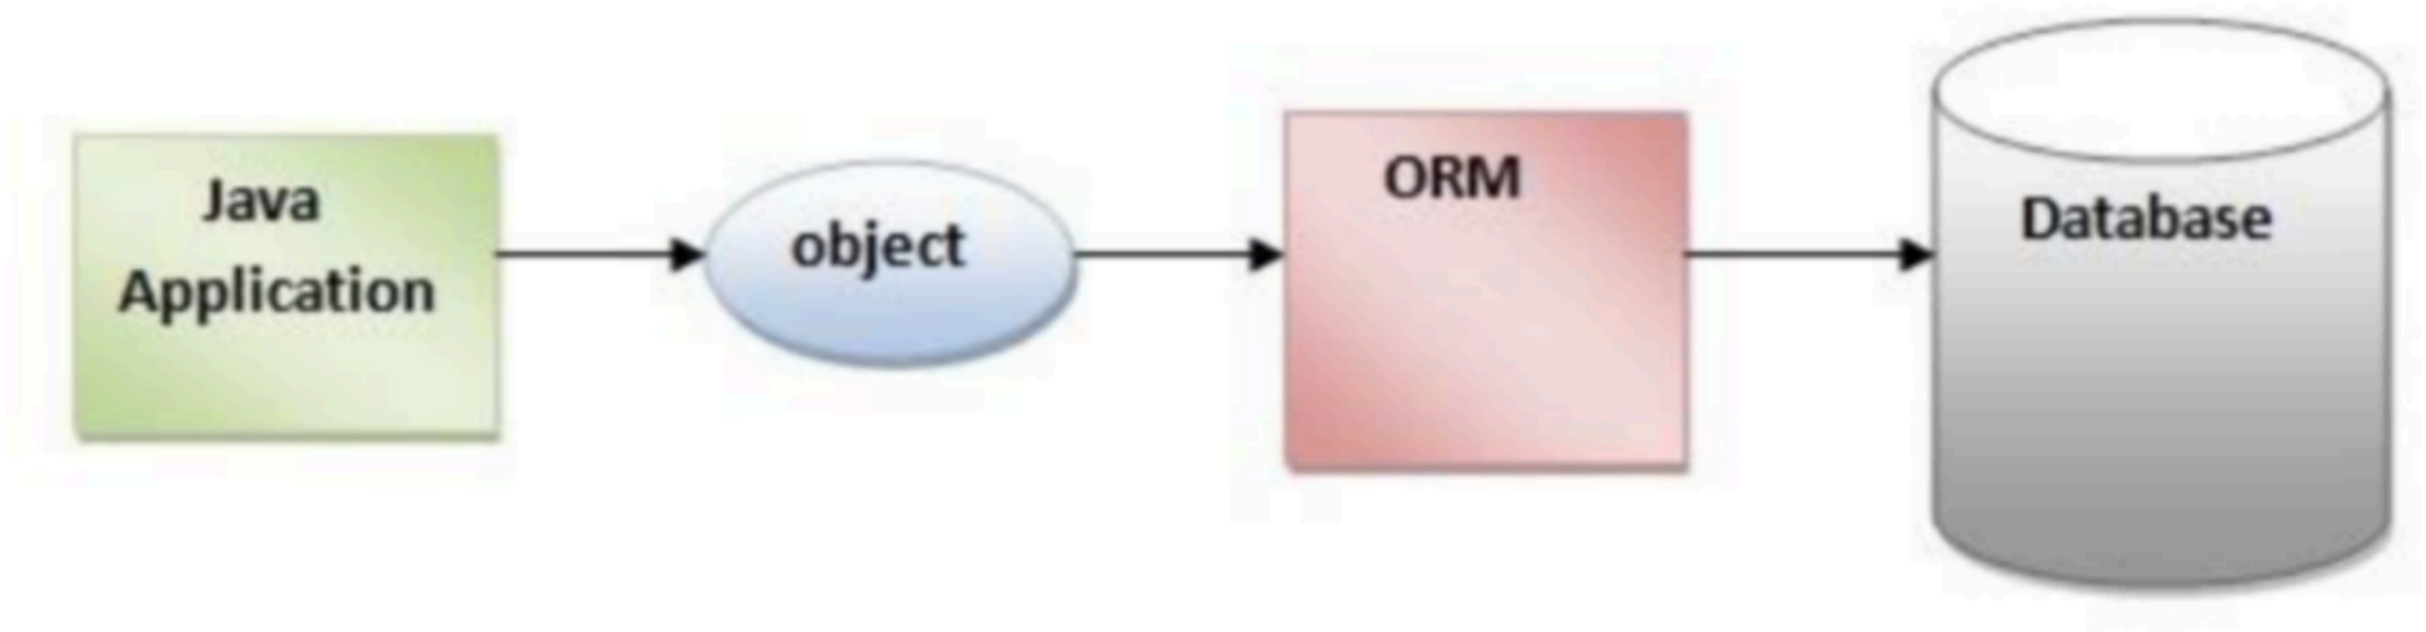 Java
Application
object
ORM
Database